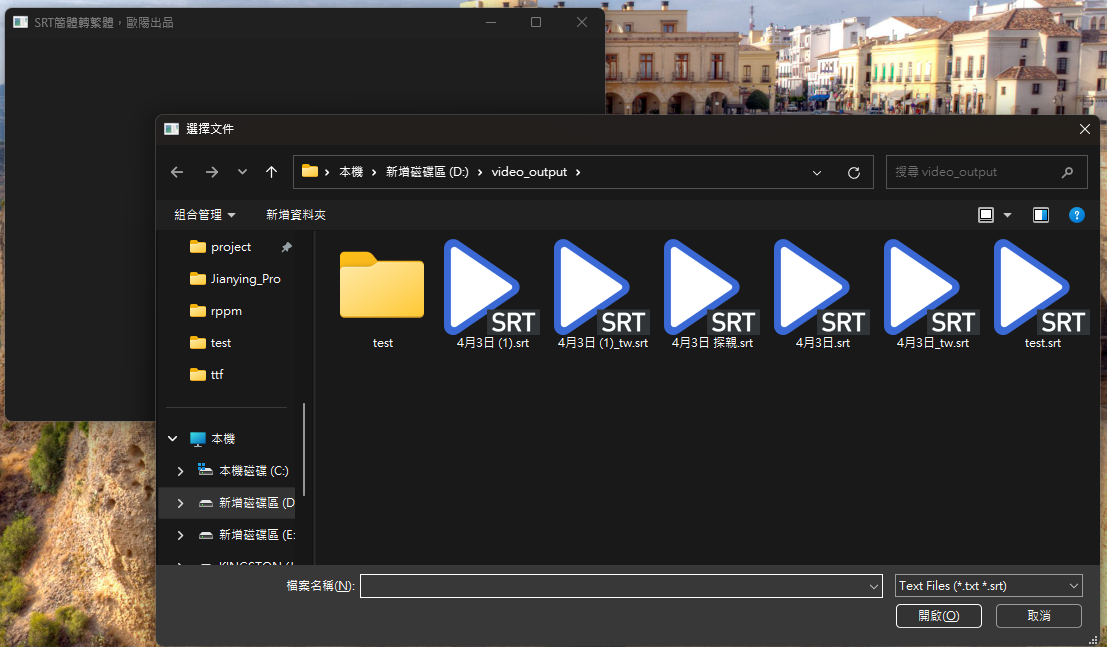 SRT簡體轉繁體，歐陽出品
選擇文件
本機 新增磁碟區 (D:) video_output
搜尋 video_output
組合管理 新增資料夾
project
Jianying_Pro
rppm
test
ttf
本機
本機磁碟 (C:)
新增磁碟區 (D
新增磁碟區 (E:
SRT SRT SRT SRT SRT SRT
test 4月3日 (1).srt 4月3日 (1)_tw.srt 4月3日 探親.srt 4月3日.srt 4月3日_tw.srt test.srt
檔案名稱(N): Text Files (*.txt *.srt)
開啟(O) 取消